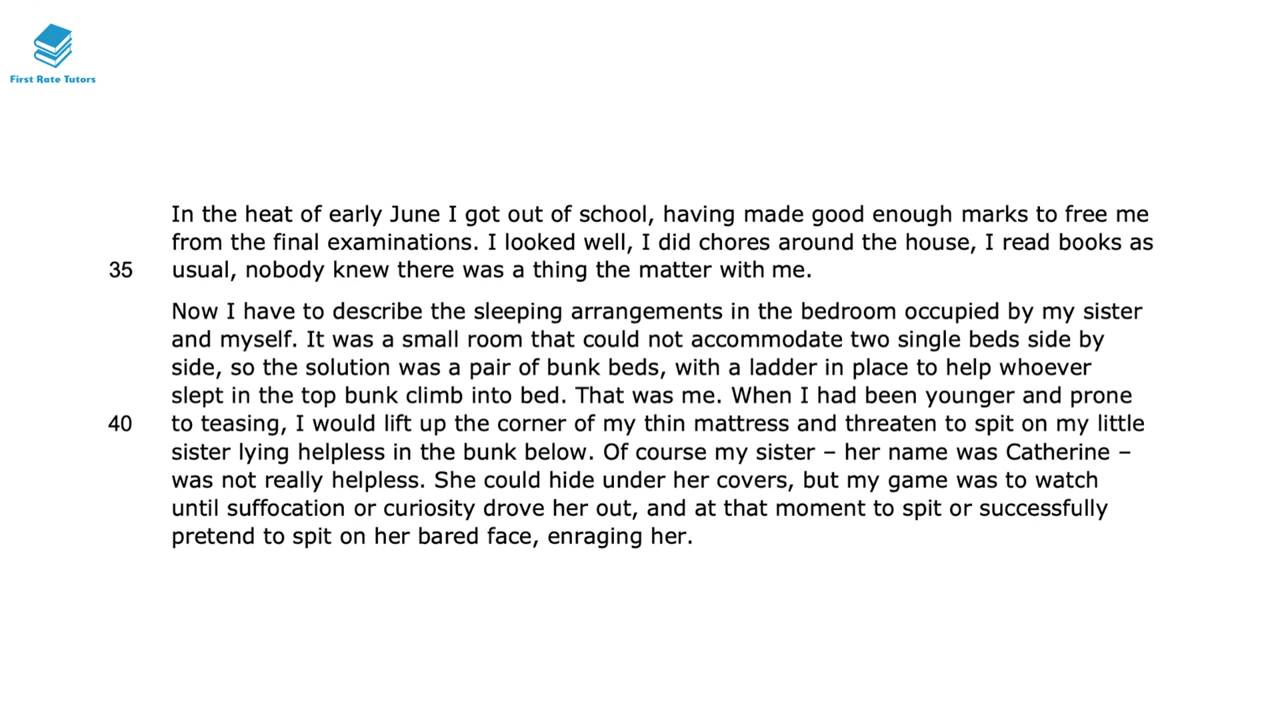 First Rate Tutors
In the heat of early June I got out of school, having made good enough marks to free me
from the final examinations. I looked well, I did chores around the house, I read books as
35 usual, nobody knew there was a thing the matter with me.
Now I have to describe the sleeping arrangements in the bedroom occupied by my sister
and myself. It was a small room that could not accommodate two single beds side by
side, so the solution was a pair of bunk beds, with a ladder in place to help whoever
slept in the top bunk climb into bed. That was me. When I had been younger and prone
40 to teasing, I would lift up the corner of my thin mattress and threaten to spit on my little
sister lying helpless in the bunk below. Of course my sister – her name was Catherine –
was not really helpless. She could hide under her covers, but my game was to watch
until suffocation or curiosity drove her out, and at that moment to spit or successfully
pretend to spit on her bared face, enraging her.